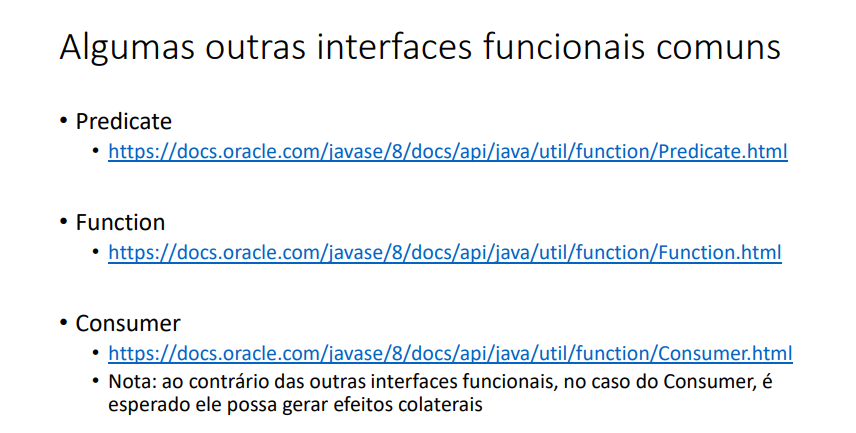 Algumas outras interfaces funcionais comuns
• Predicate
• https://docs.oracle.com/javase/8/docs/api/java/util/function/Predicate.html
• Function
• https://docs.oracle.com/javase/8/docs/api/java/util/function/Function.html
• Consumer
• https://docs.oracle.com/javase/8/docs/api/java/util/function/Consumer.html
• Nota: ao contrário das outras interfaces funcionais, no caso do Consumer, é
esperado ele possa gerar efeitos colaterais